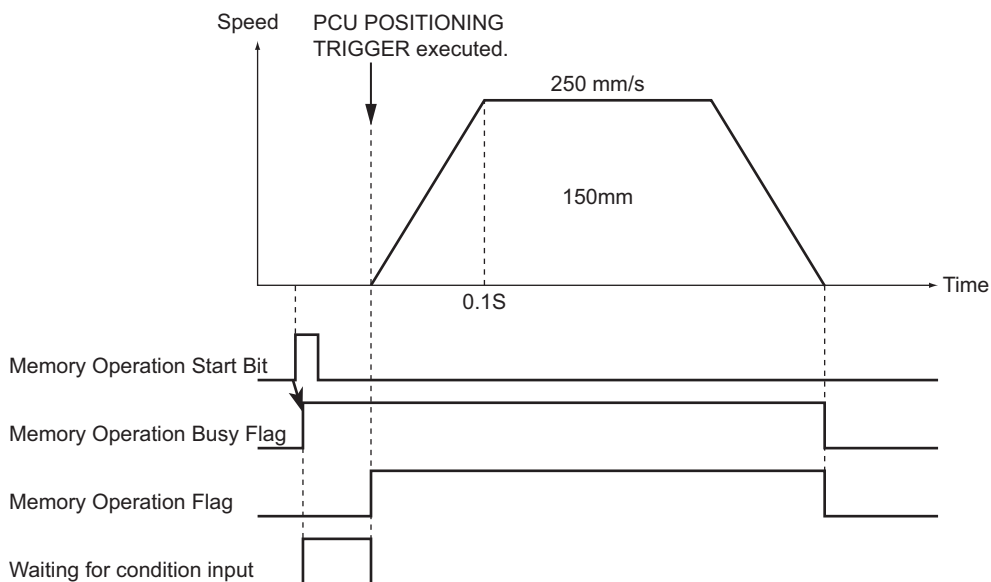 Speed
PCU POSITIONING
TRIGGER executed.
250 mm/s
150mm
Time
0.1S
Memory Operation Start Bit
Memory Operation Busy Flag
Memory Operation Flag
Waiting for condition input